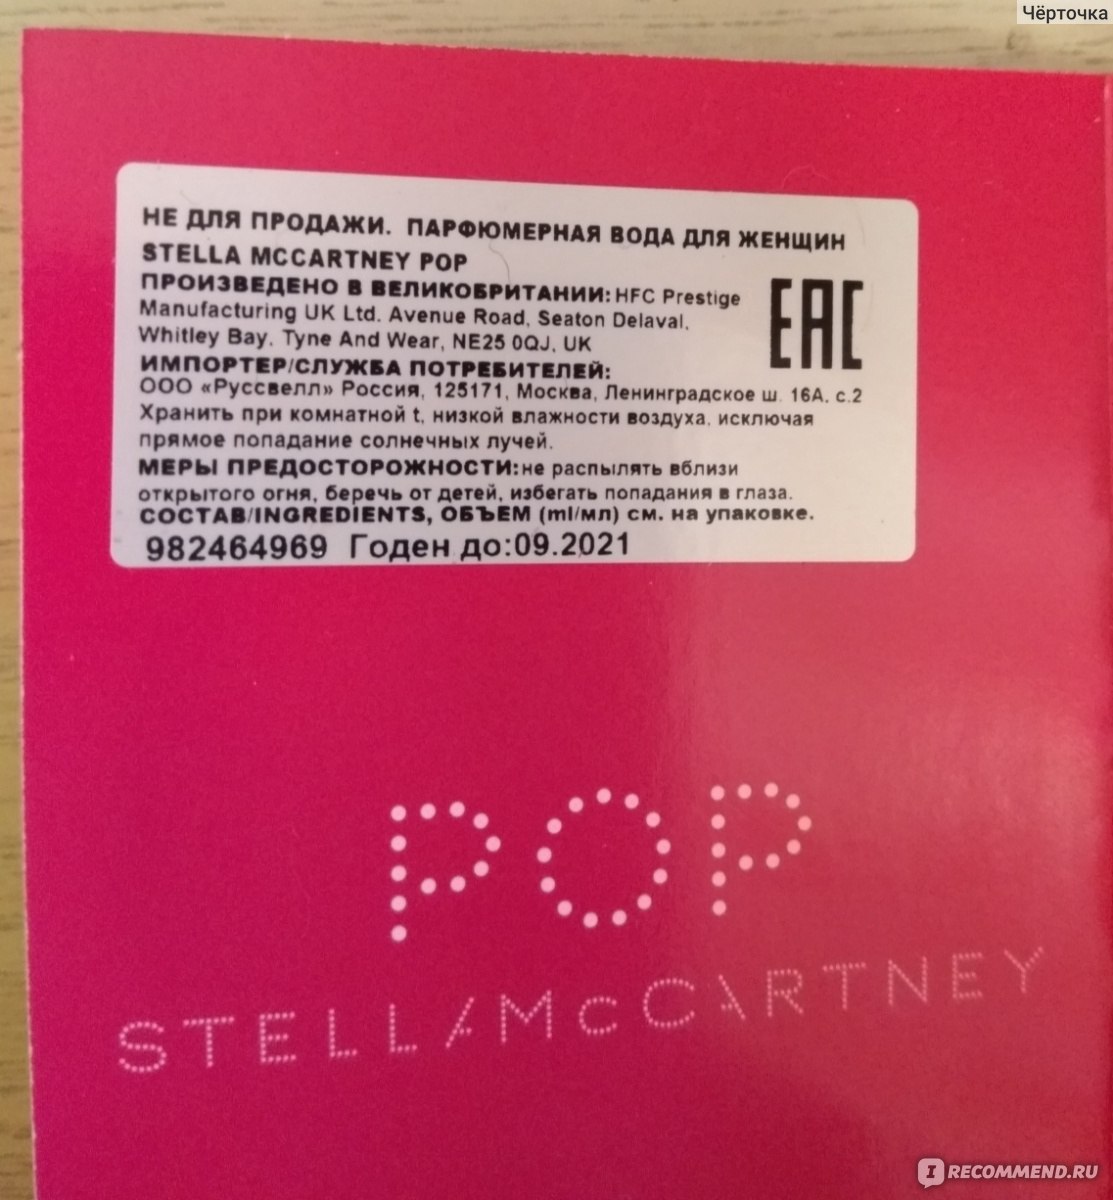 Чёрточка
НЕ ДЛЯ ПРОДАЖИ. ПАРФЮМЕРНАЯ ВОДА ДЛЯ ЖЕНЩИН
STELLA MCCARTNEY POP
ПРОИЗВЕДЕНО В ВЕЛИКОБРИТАНИИ: HFC Prestige
Manufacturing UK Ltd. Avenue Road, Seaton Delaval,
Whitley Bay, Tyne And Wear, NE25 0QJ, UK
EAC
ИМПОРТЕР/СЛУЖБА ПОТРЕБИТЕЛЕЙ:
ООО «Руссвелл» Россия, 125171, Москва, Ленинградское ш. 16А, с.2
Хранить при комнатной t, низкой влажности воздуха, исключая
прямое попадание солнечных лучей.
МЕРЫ ПРЕДОСТОРОЖНОСТИ:не распылять вблизи
открытого огня, беречь от детей, избегать попадания в глаза.
СОСТАВ/INGREDIENTS, ОБЪЕМ (ml/мл) см. на упаковке.
982464969 Годен до:09.2021
POP
STELLA McCARTNEY
IRECOMMEND.RU